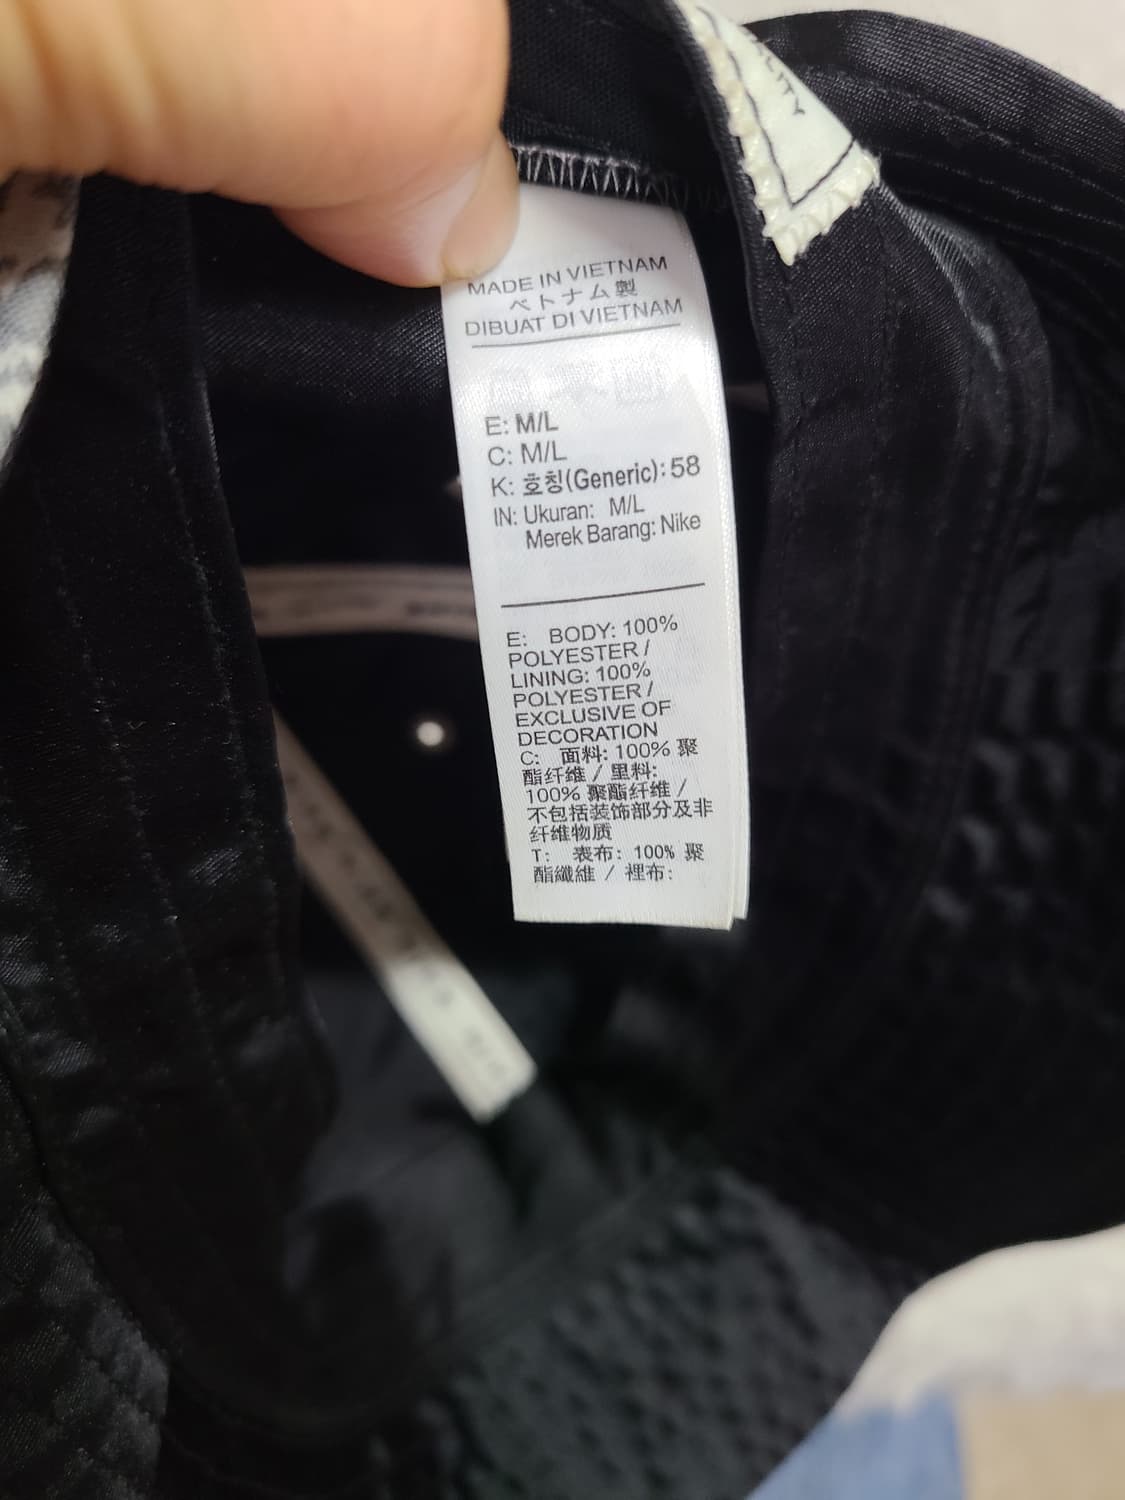 MADE IN VIETNAM
ベトナム製
DIBUAT DI VIETNAM
E: M/L
C: M/L
K: 호칭(Generic): 58
IN: Ukuran: M/L
Merek Barang: Nike
E: BODY: 100%
POLYESTER /
LINING: 100%
POLYESTER /
EXCLUSIVE OF
DECORATION
C: 面料: 100% 聚
酯纤维 / 里料:
100% 聚酯纤维 /
不包括装饰部分及非
纤维物质
T: 表布: 100% 聚
酯纖維 / 裡布: